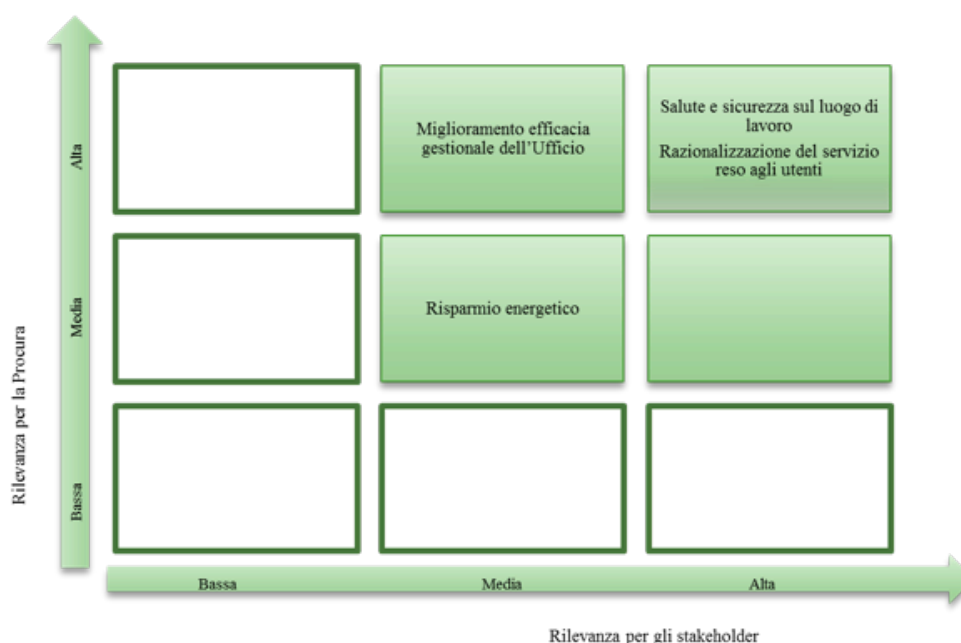 Rilevanza per la Procura
Alta
Media
Bassa
Miglioramento efficacia
gestionale dell'Ufficio
Salute e sicurezza sul luogo di
lavoro
Razionalizzazione del servizio
reso agli utenti
Risparmio energetico
Bassa
Media
Alta
Rilevanza per gli stakeholder